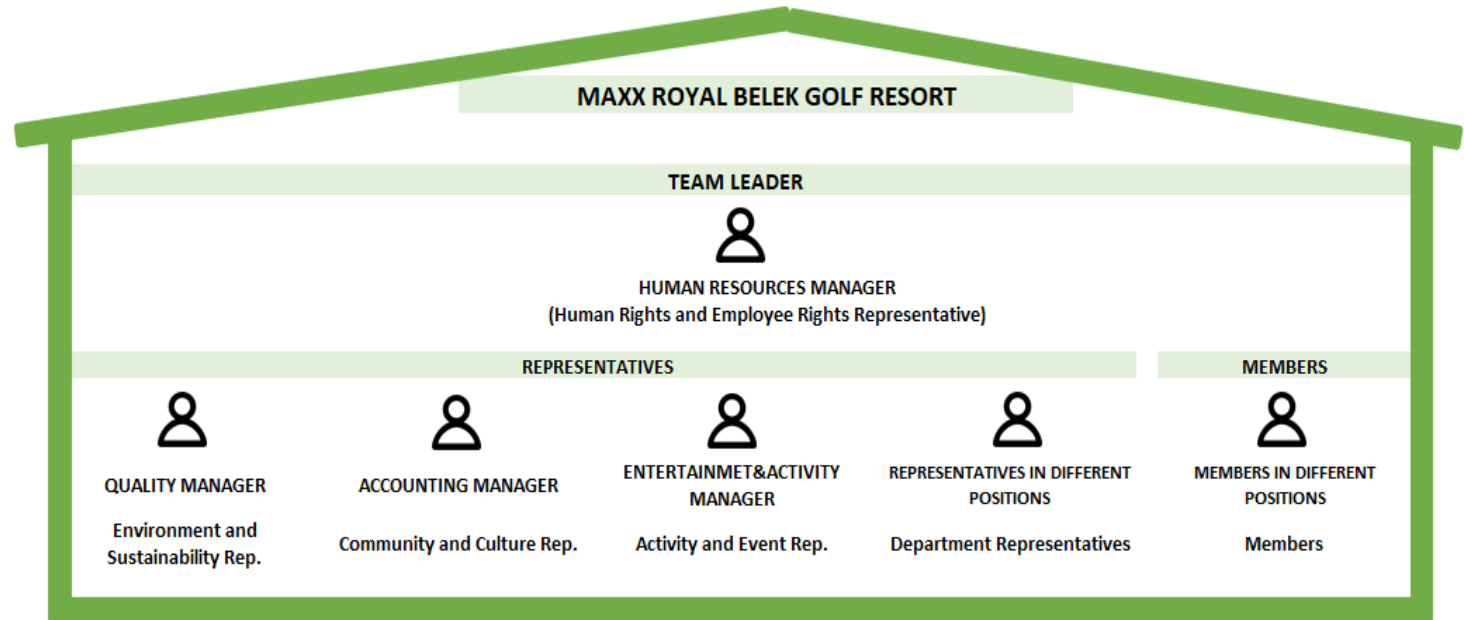 MAXX ROYAL BELEK GOLF RESORT
TEAM LEADER
HUMAN RESOURCES MANAGER
(Human Rights and Employee Rights Representative)
REPRESENTATIVES
MEMBERS
QUALITY MANAGER
Environment and
Sustainability Rep.
ACCOUNTING MANAGER
Community and Culture Rep.
ENTERTAINMET&ACTIVITY
MANAGER
Activity and Event Rep.
REPRESENTATIVES IN DIFFERENT
POSITIONS
Department Representatives
MEMBERS IN DIFFERENT
POSITIONS
Members